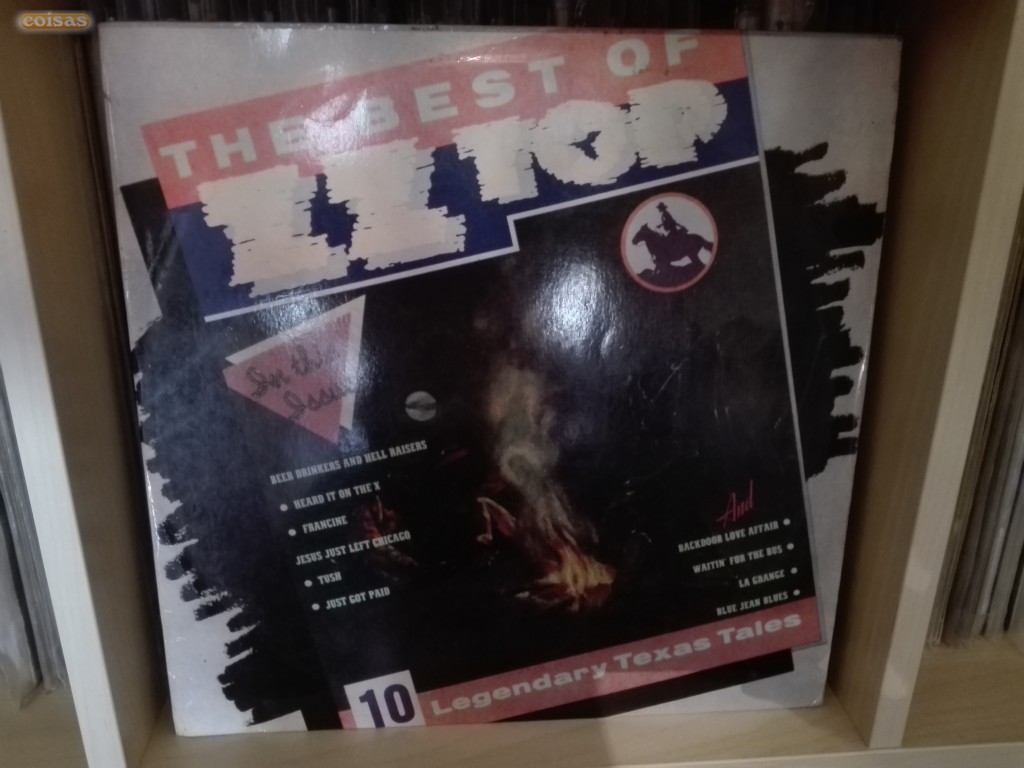 coisas
THE BEST OF
ZZ TOP
In this
Issue
BEER DRINKERS AND HELL RAISERS
• HEARD IT ON THE X
• FRANCINE
JESUS JUST LEFT CHICAGO
• TUSH
• JUST GOT PAID
And
BACKDOOR LOVE AFFAIR •
WAITIN' FOR THE BUS •
LA GRANGE •
BLUE JEAN BLUES •
10 Legendary Texas Tales